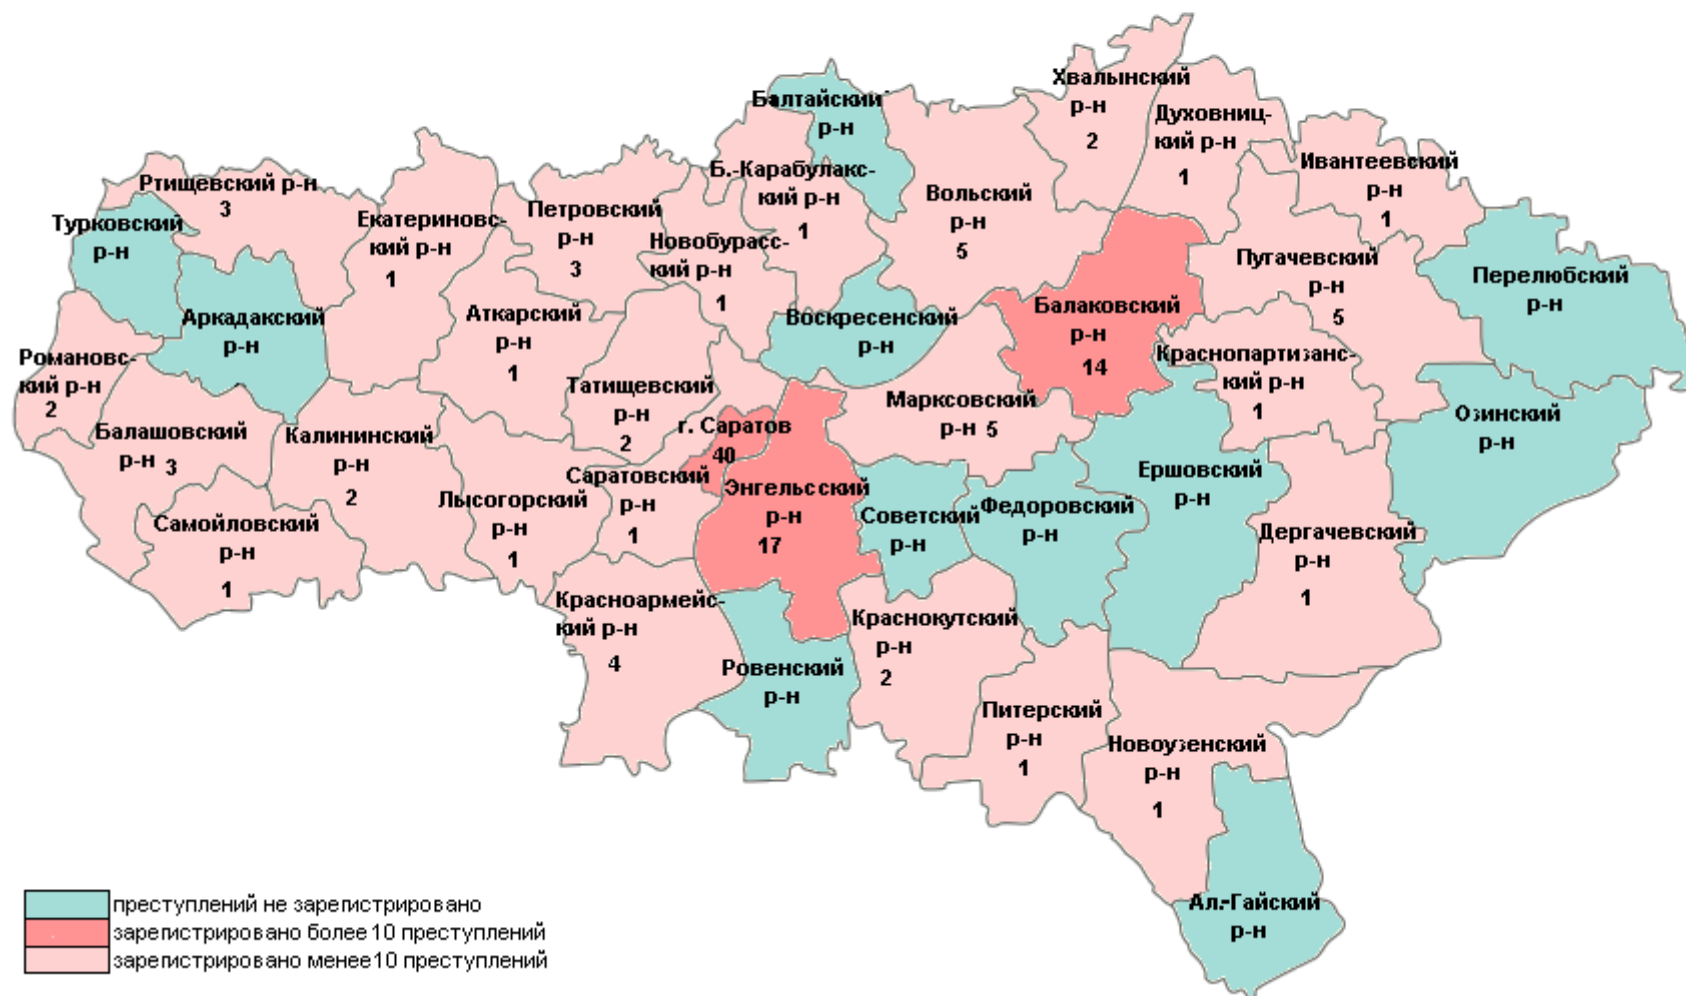 Хвалынский
р-н
2
Балтайский
р-н
Духовниц-
кий р-н
1
Ивантеевский
р-н
1
Б.-Карабулакс-
кий р-н
1
Вольский
р-н
5
Ртищевский р-н
3
Турковский
р-н
Екатериновс-
кий р-н
1
Петровский
р-н
3
Новобурасс-
кий р-н
1
Пугачевский
р-н
5
Перелюбский
р-н
Аркадакский
р-н
Аткарский
р-н
1
Воскресенский
р-н
Балаковский
р-н
14
Романовс-
кий р-н
2
Татищевский
р-н
2
Краснопартизанс-
кий р-н
1
Марксовский
р-н 5
Озинский
р-н
Балашовский
р-н 3
Калининский
р-н
2
г. Саратов
40
Саратовский
р-н
1
Энгельсский
р-н
17
Лысогорский
р-н
1
Самойловский
р-н
1
Советский
р-н
Федоровский
р-н
Ершовский
р-н
Дергачевский
р-н
1
Красноармейс-
кий р-н
4
Ровенский
р-н
Краснокутский
р-н
2
Питерский
р-н
1
Новоузенский
р-н
1
Ал.-Гайский
р-н
преступлений не зарегистрировано
зарегистрировано более 10 преступлений
зарегистрировано менее 10 преступлений